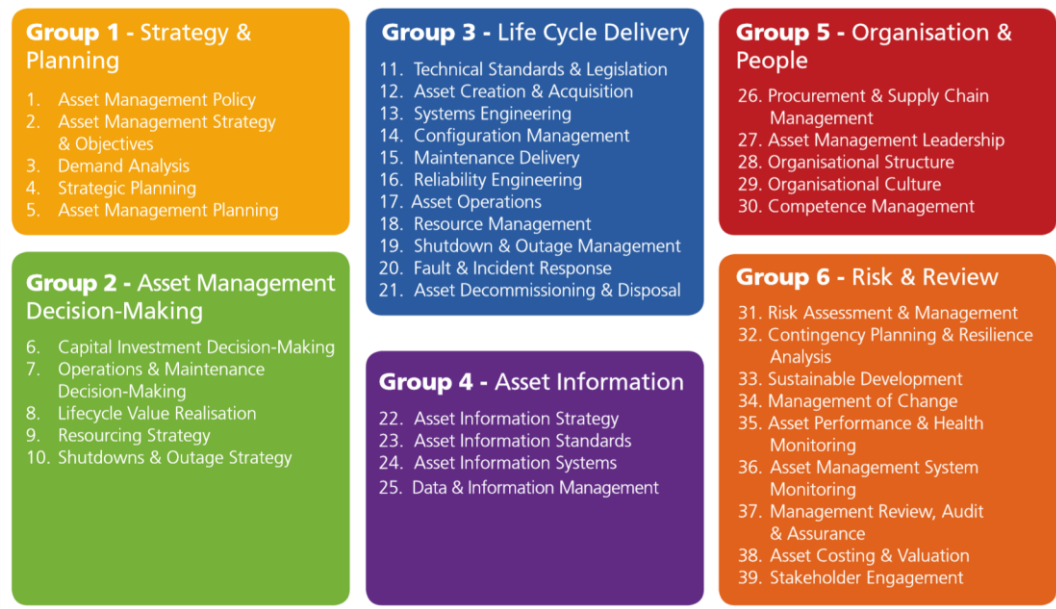 Group 1 - Strategy &
Planning
1. Asset Management Policy
2. Asset Management Strategy
& Objectives
3. Demand Analysis
4. Strategic Planning
5. Asset Management Planning
Group 2 - Asset Management
Decision-Making
6. Capital Investment Decision-Making
7. Operations & Maintenance
Decision-Making
8. Lifecycle Value Realisation
9. Resourcing Strategy
10. Shutdowns & Outage Strategy
Group 3 - Life Cycle Delivery
11. Technical Standards & Legislation
12. Asset Creation & Acquisition
13. Systems Engineering
14. Configuration Management
15. Maintenance Delivery
16. Reliability Engineering
17. Asset Operations
18. Resource Management
19. Shutdown & Outage Management
20. Fault & Incident Response
21. Asset Decommissioning & Disposal
Group 4 - Asset Information
22. Asset Information Strategy
23. Asset Information Standards
24. Asset Information Systems
25. Data & Information Management
Group 5 - Organisation &
People
26. Procurement & Supply Chain
Management
27. Asset Management Leadership
28. Organisational Structure
29. Organisational Culture
30. Competence Management
Group 6 - Risk & Review
31. Risk Assessment & Management
32. Contingency Planning & Resilience
Analysis
33. Sustainable Development
34. Management of Change
35. Asset Performance & Health
Monitoring
36. Asset Management System
Monitoring
37. Management Review, Audit
& Assurance
38. Asset Costing & Valuation
39. Stakeholder Engagement